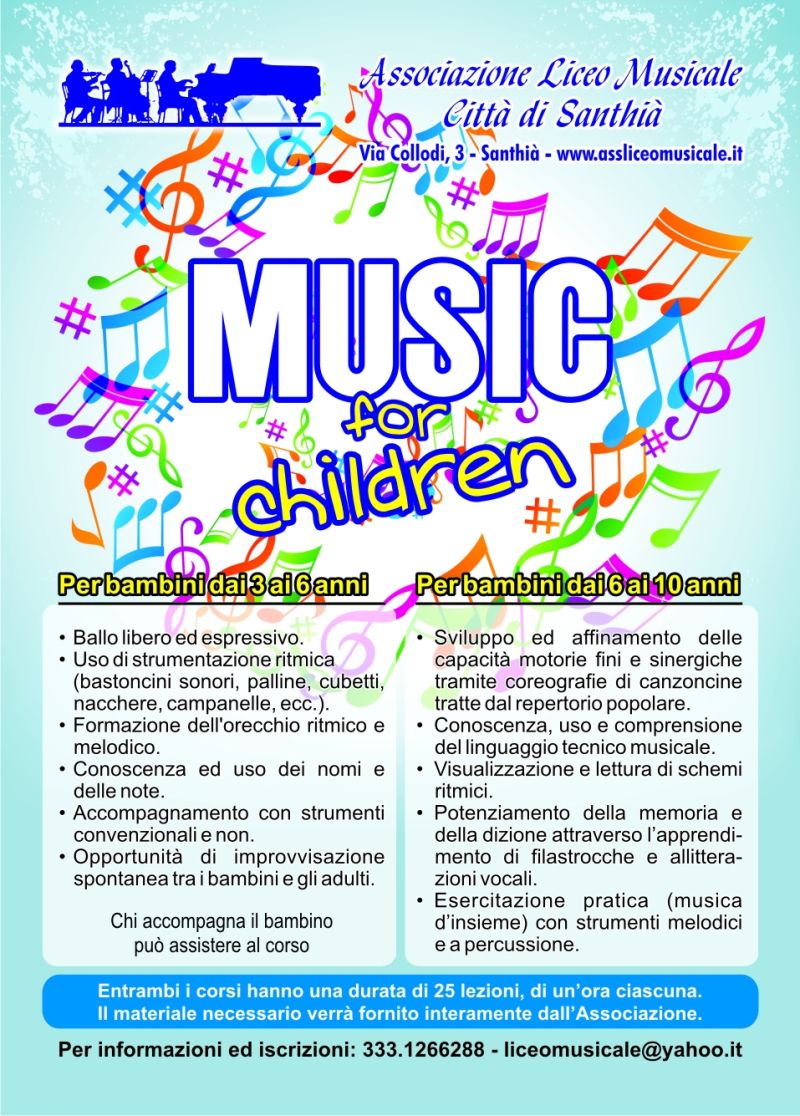 Associazione Liceo Musicale
Città di Santhià
Via Collodi, 3 - Santhià - www.assliceomusicale.it
MUSIC
for
children
Per bambini dai 3 ai 6 anni
• Ballo libero ed espressivo.
• Uso di strumentazione ritmica
(bastoncini sonori, palline, cubetti,
nacchere, campanelle, ecc.).
• Formazione dell'orecchio ritmico e
melodico.
• Conoscenza ed uso dei nomi e
delle note.
• Accompagnamento con strumenti
convenzionali e non.
• Opportunità di improvvisazione
spontanea tra i bambini e gli adulti.
Chi accompagna il bambino
può assistere al corso
Per bambini dai 6 ai 10 anni
• Sviluppo ed affinamento delle
capacità motorie fini e sinergiche
tramite coreografie di canzoncine
tratte dal repertorio popolare.
• Conoscenza, uso e comprensione
del linguaggio tecnico musicale.
• Visualizzazione e lettura di schemi
ritmici.
• Potenziamento della memoria e
della dizione attraverso l’apprendi-
mento di filastrocche e allittera-
zioni vocali.
• Esercitazione pratica (musica
d’insieme) con strumenti melodici
e a percussione.
Entrambi i corsi hanno una durata di 25 lezioni, di un’ora ciascuna.
Il materiale necessario verrà fornito interamente dall’Associazione.
Per informazioni ed iscrizioni: 333.1266288 - liceomusicale@yahoo.it